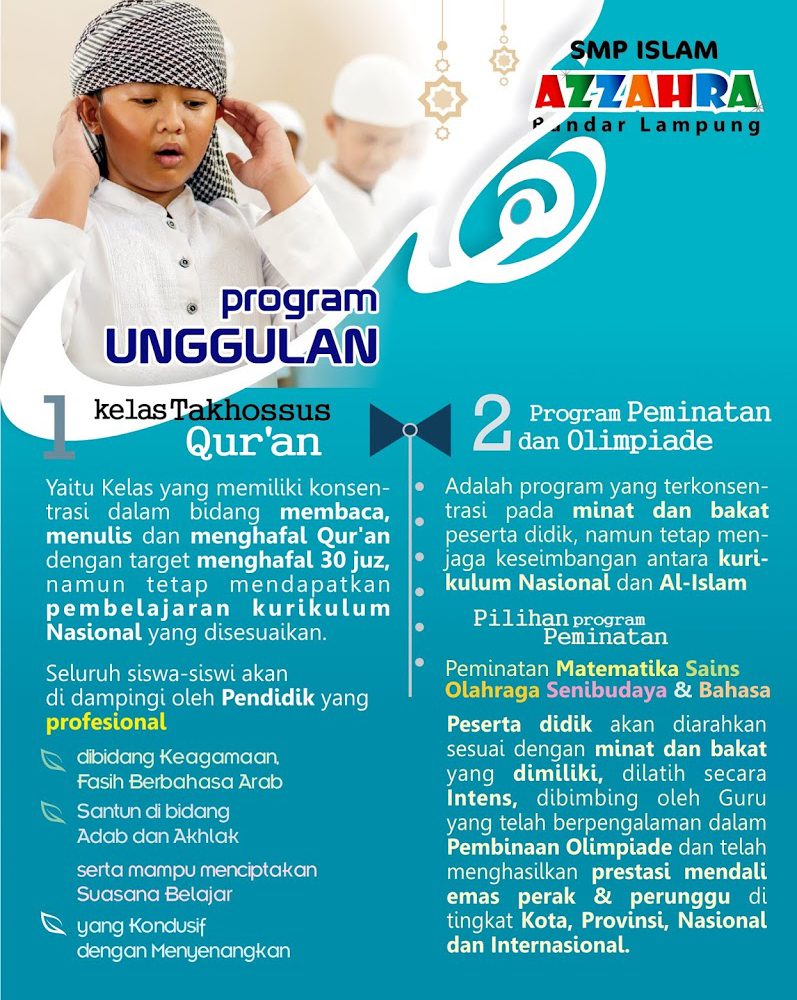 SMP ISLAM
AZZAHRA
Bandar Lampung
program
UNGGULAN
1 kelas Takhossus
Qur'an
Yaitu Kelas yang memiliki konsen-
trasi dalam bidang membaca,
menulis dan menghafal Qur'an
dengan target menghafal 30 juz,
namun tetap mendapatkan
pembelajaran kurikulum
Nasional yang disesuaikan.
Seluruh siswa-siswi akan
di dampingi oleh Pendidik yang
profesional
dibidang Keagamaan,
Fasih Berbahasa Arab
Santun di bidang
Adab dan Akhlak
serta mampu menciptakan
Suasana Belajar
yang Kondusif
dengan Menyenangkan
2 Program Peminatan
dan Olimpiade
Adalah program yang terkonsen-
trasi pada minat dan bakat
peserta didik, namun tetap men-
jaga keseimbangan antara kuri-
kulum Nasional dan Al-Islam
Pilihan program
Peminatan
Peminatan Matematika Sains
Olahraga Senibudaya & Bahasa
Peserta didik akan diarahkan
sesuai dengan minat dan bakat
yang dimiliki, dilatih secara
Intens, dibimbing oleh Guru
yang telah berpengalaman dalam
Pembinaan Olimpiade dan telah
menghasilkan prestasi mendali
emas perak & perunggu di
tingkat Kota, Provinsi, Nasional
dan Internasional.